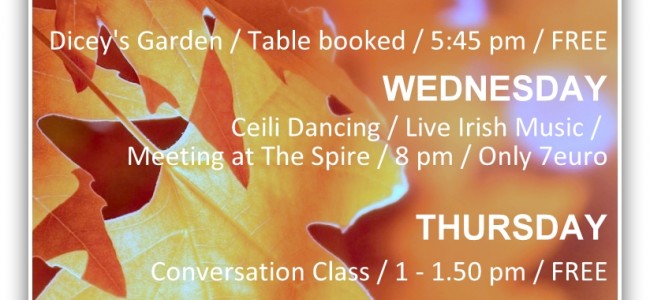 Dicey's Garden / Table booked / 5:45 pm / FREE
WEDNESDAY
Ceili Dancing / Live Irish Music /
Meeting at The Spire / 8 pm / Only 7euro
THURSDAY
Conversation Class / 1 - 1.50 pm / FREE